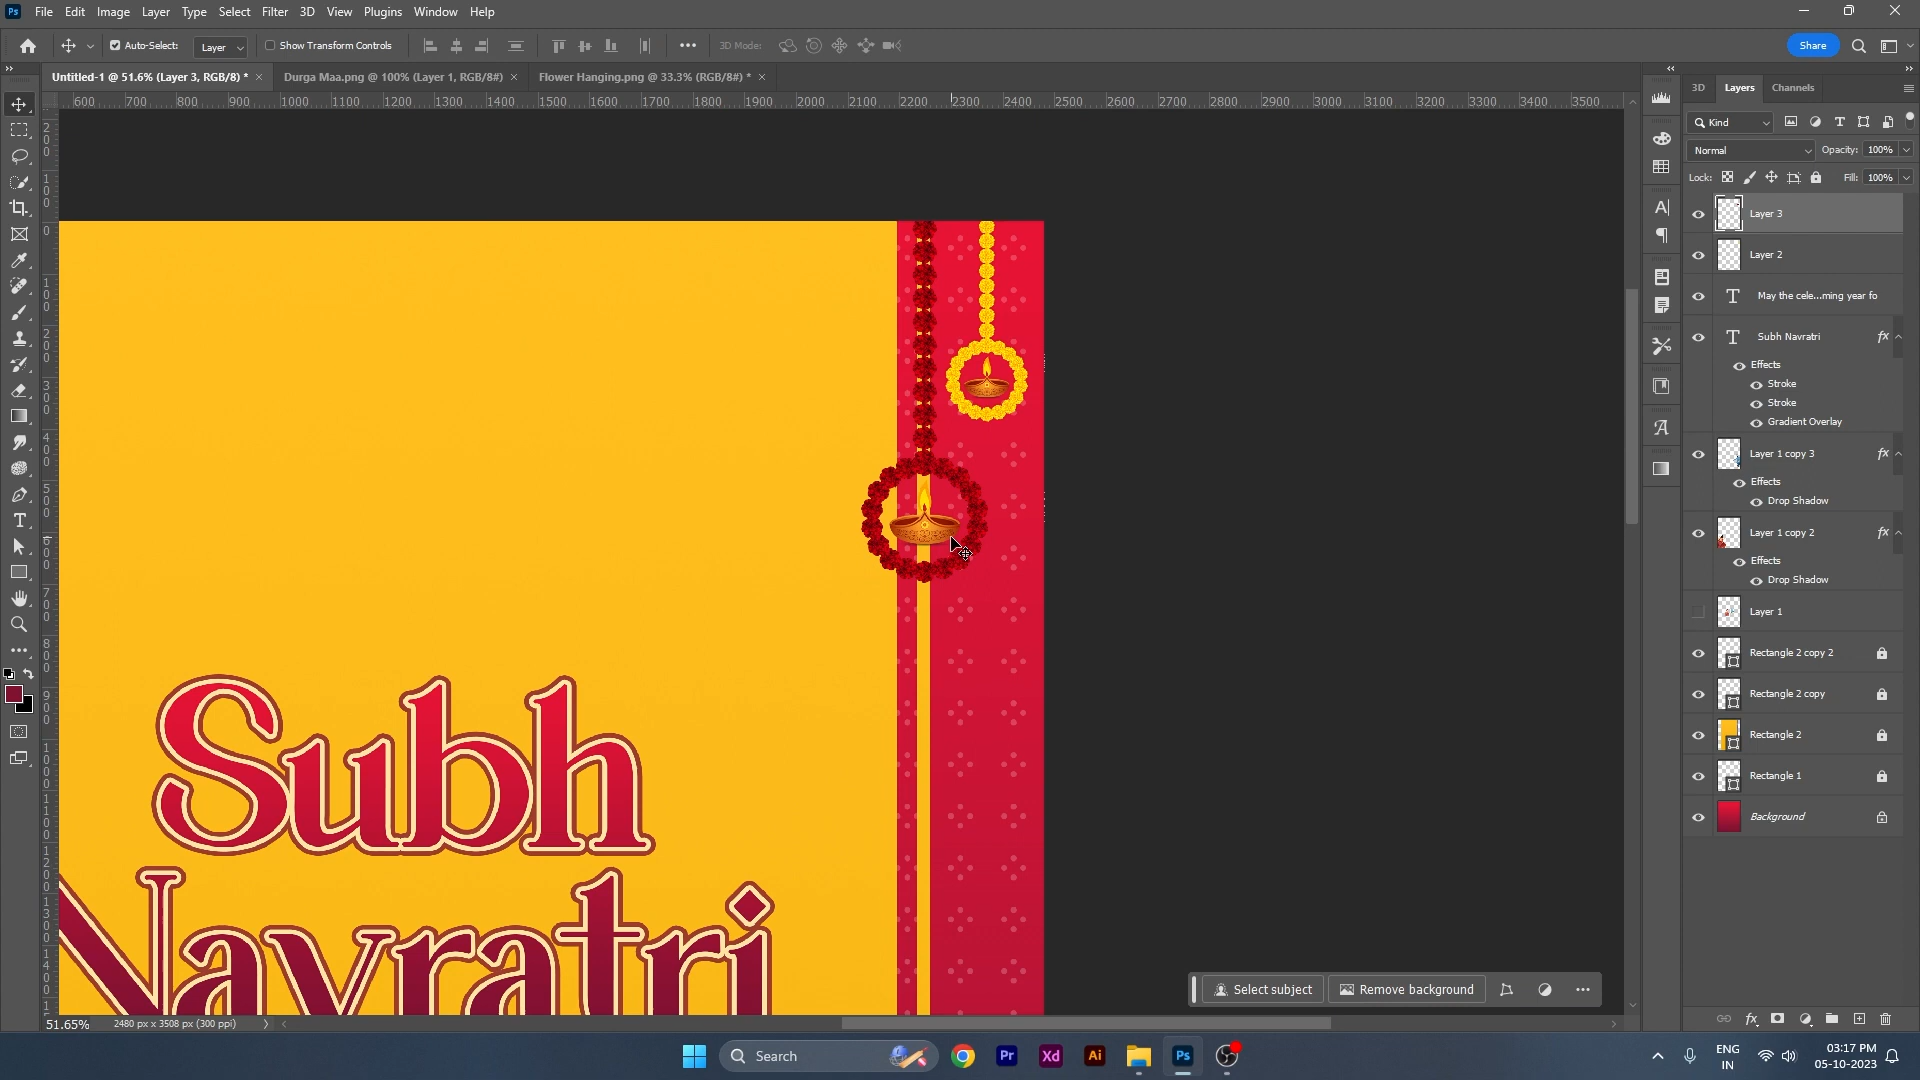 Ps File Edit Image Layer Type Select Filter 3D View Plugins Window Help
Auto-Select: Layer Show Transform Controls 3D Mode: Share
Untitled-1 @ 51.6% (Layer 3, RGB/8) * × Durga Maa.png @ 100% (Layer 1, RGB/8#) × Flower Hanging.png @ 33.3% (RGB/8#) * ×
600 700 800 900 1000 1100 1200 1300 1400 1500 1600 1700 1800 1900 2000 2100 2200 2300 2400 2500 2600 2700 2800 2900 3000 3100 3200 3300 3400 3500
3D Layers Channels
Kind
Normal Opacity: 100%
Lock: Fill: 100%
Layer 3
Layer 2
May the cele...ming year fo
Subh Navratri fx
Effects
Stroke
Stroke
Gradient Overlay
Layer 1 copy 3 fx
Effects
Drop Shadow
Layer 1 copy 2 fx
Effects
Drop Shadow
Layer 1
Rectangle 2 copy 2
Rectangle 2 copy
Rectangle 2
Rectangle 1
Background
Subh
Navratri
Select subject Remove background
51.65% 2480 px x 3508 px (300 ppi)
Search Pr Xd Ai Ps
ENG
IN
03:17 PM
05-10-2023